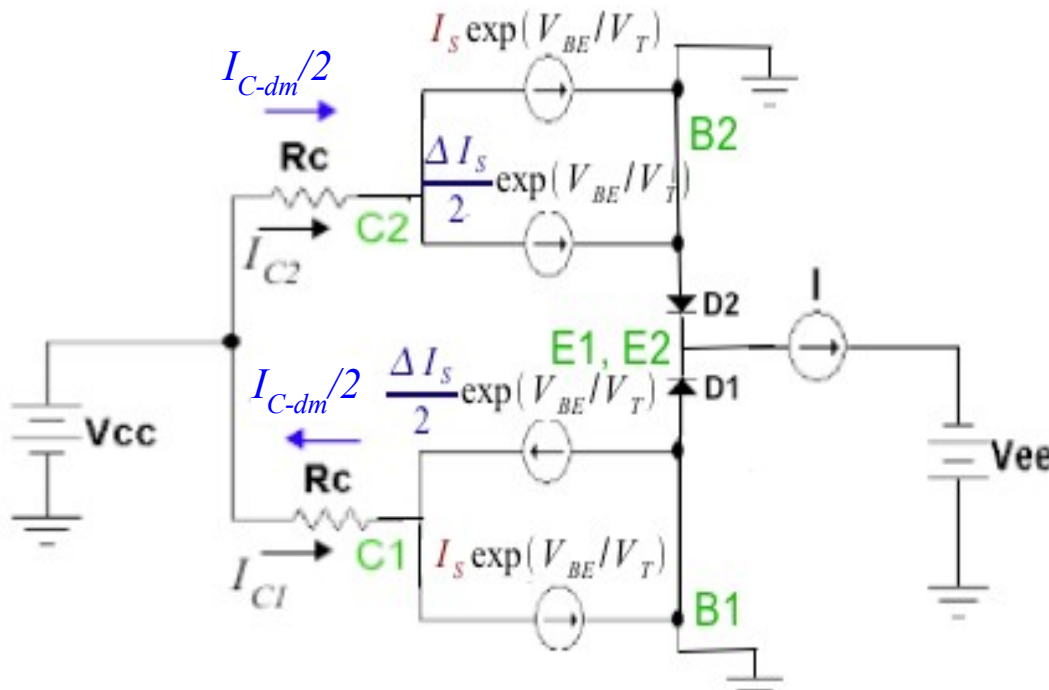 I_S exp(V_BE/V_T)
I_C-dm/2
B2
Rc
ΔI_S/2 exp(V_BE/V_T)
C2
I_C2
I
D2
E1, E2
I_C-dm/2
ΔI_S/2 exp(V_BE/V_T)
D1
Vcc
Vee
Rc
C1
I_S exp(V_BE/V_T)
I_C1
B1